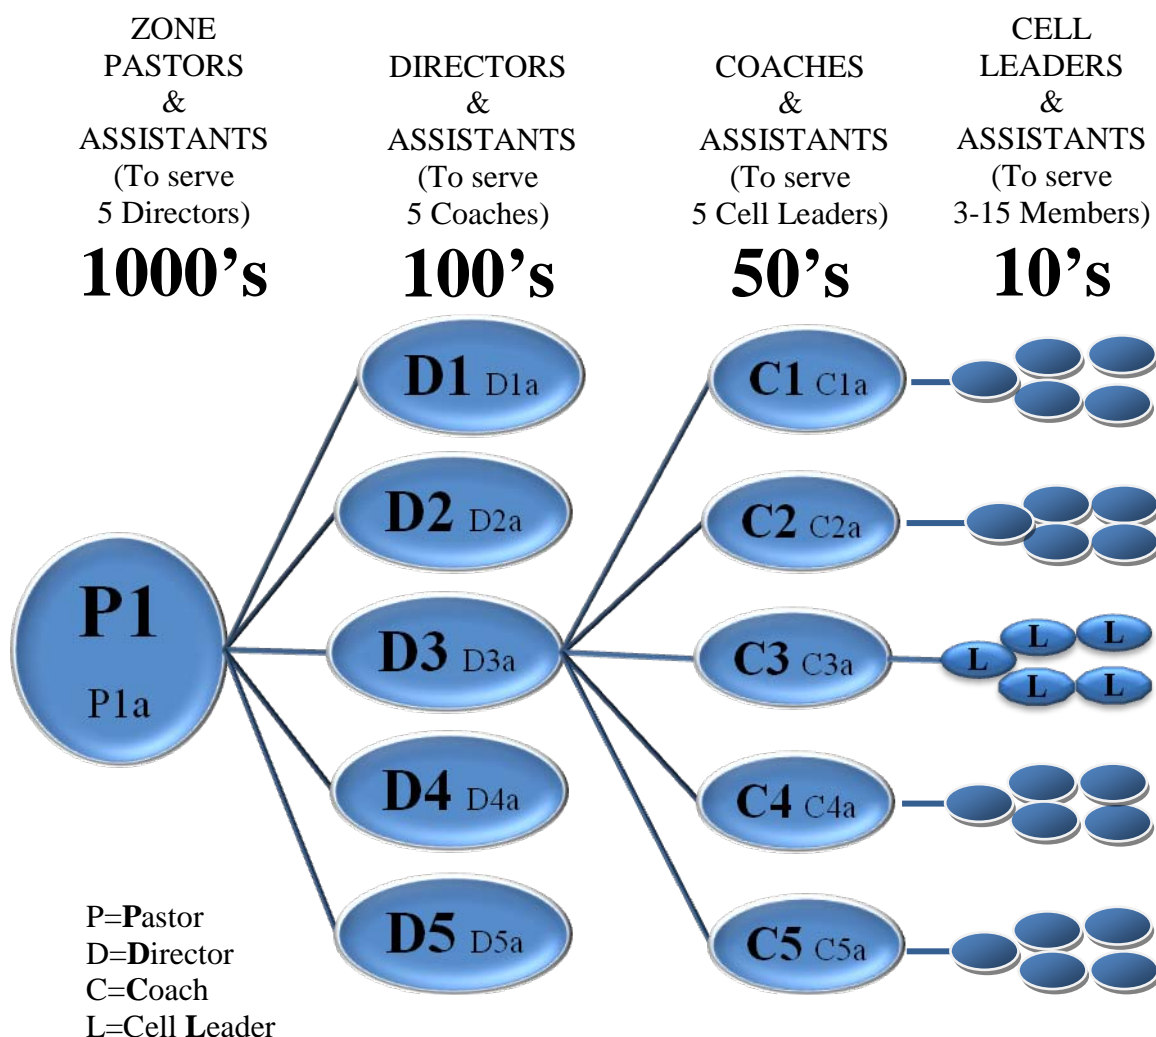 ZONE
PASTORS
&
ASSISTANTS
(To serve
5 Directors)
1000’s
DIRECTORS
&
ASSISTANTS
(To serve
5 Coaches)
100’s
COACHES
&
ASSISTANTS
(To serve
5 Cell Leaders)
50’s
CELL
LEADERS
&
ASSISTANTS
(To serve
3-15 Members)
10’s
P1
P1a
D1 D1a
D2 D2a
D3 D3a
D4 D4a
D5 D5a
C1 C1a
C2 C2a
C3 C3a
C4 C4a
C5 C5a
L
L
L
L
L
P=Pastor
D=Director
C=Coach
L=Cell Leader